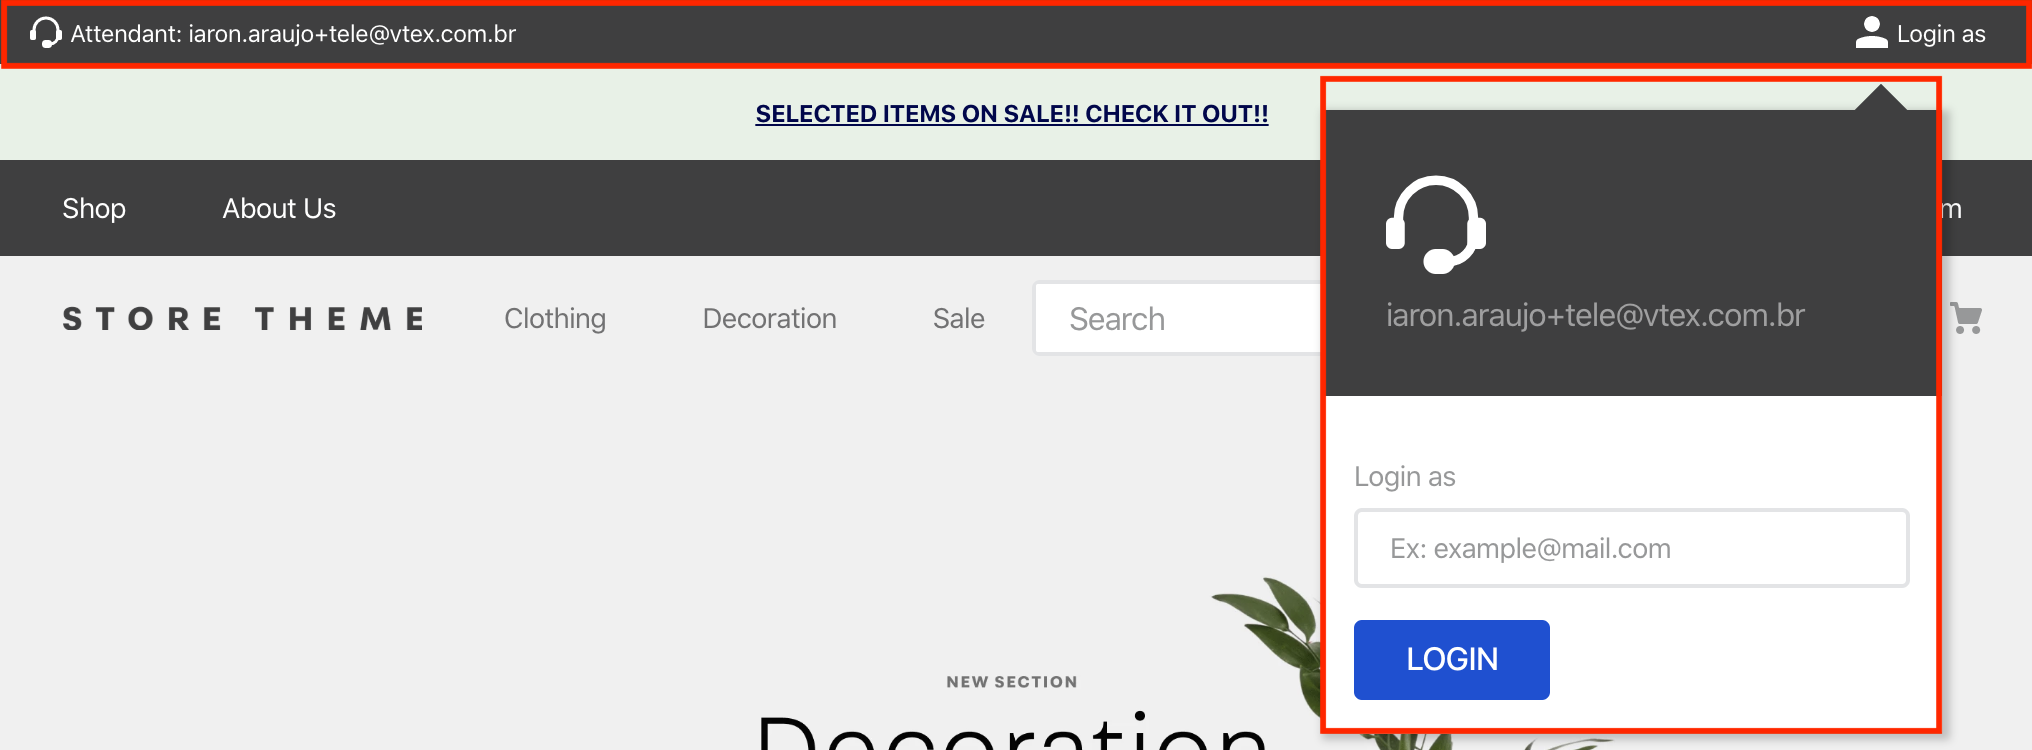 Attendant: iaron.araujo+tele@vtex.com.br
Login as
SELECTED ITEMS ON SALE!! CHECK IT OUT!!
Shop
About Us
m
STORE THEME
Clothing
Decoration
Sale
Search
iaron.araujo+tele@vtex.com.br
Login as
Ex: example@mail.com
LOGIN
NEW SECTION
Decoration